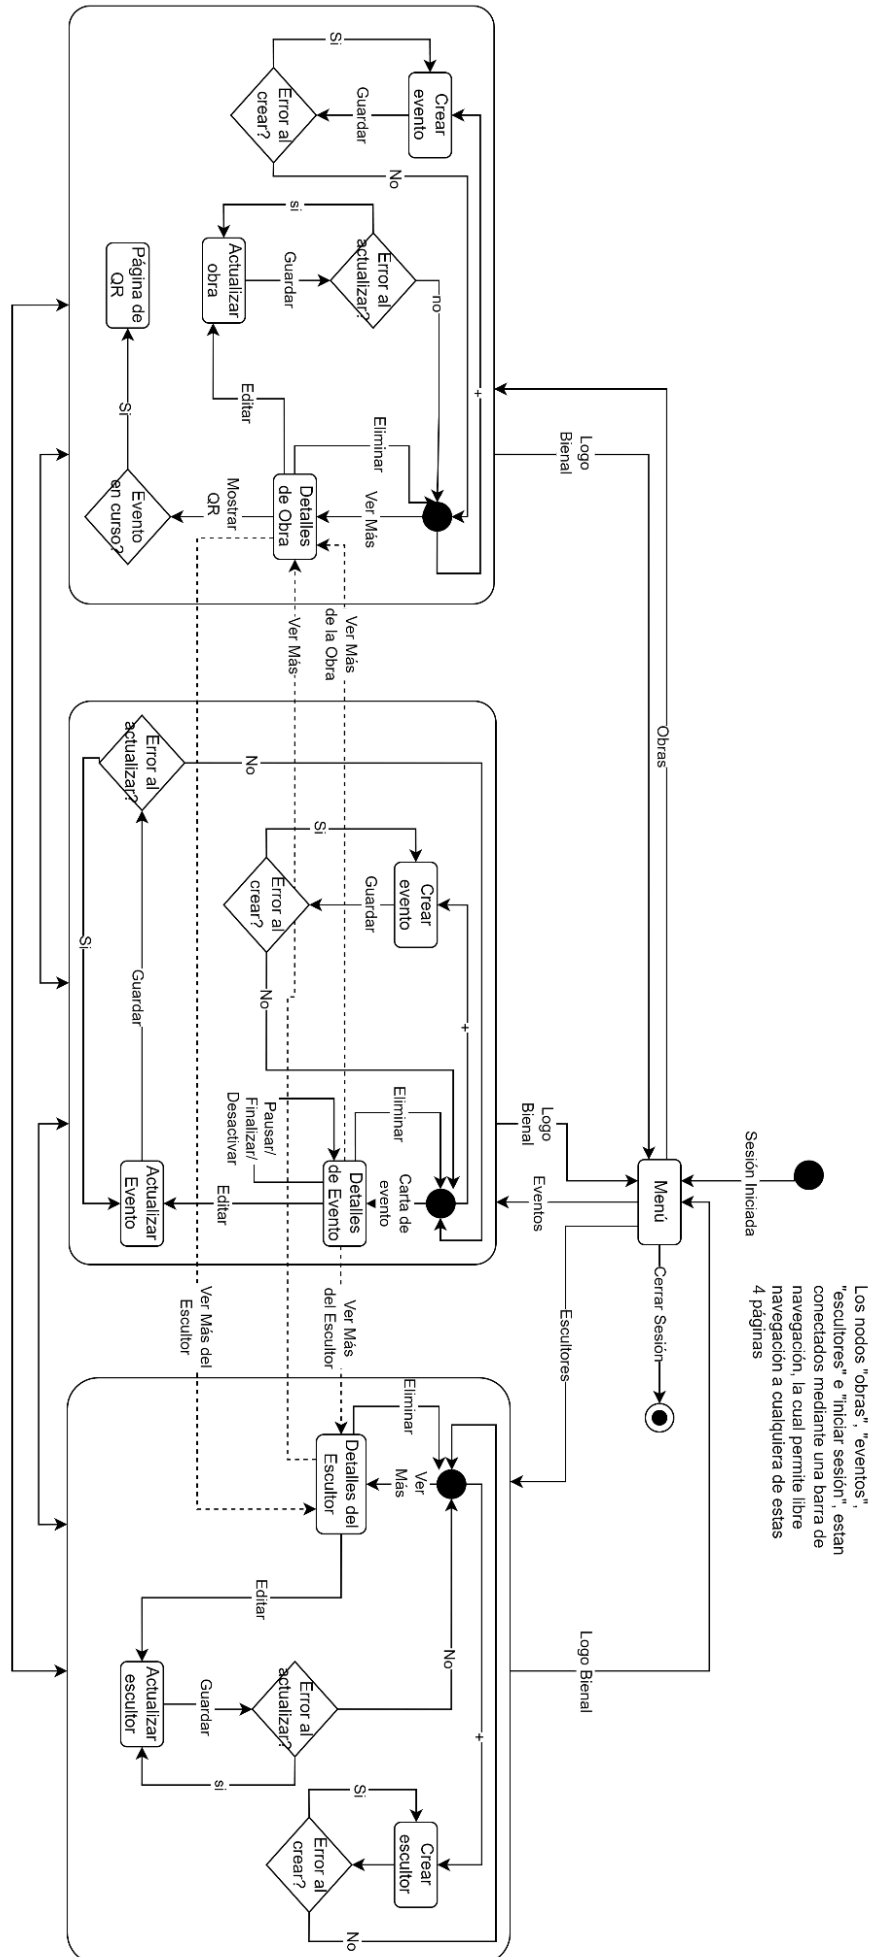 Los nodos "obras", "eventos",
"escultores" e "iniciar sesión", estan
conectados mediante una barra de
navegación, la cual permite libre
navegación a cualquiera de estas
4 páginas
Sesión Iniciada
Menú
Cerrar Sesión
Obras
Logo
Bienal
Logo
Bienal
Eventos
Escultores
Logo Bienal
+
Crear
evento
Guardar
Si
Error al
crear?
No
Error al
actualizar?
no
si
Guardar
Actualizar
obra
Editar
Eliminar
Ver Más
Detalles
de Obra
Mostrar
QR
Evento
en curso?
Si
Página de
QR
Ver Más
de la Obra
Ver Más
+
Crear
evento
Guardar
Si
Error al
crear?
No
No
Error al
actualizar?
Si
Guardar
Eliminar
Carta de
evento
Detalles
de Evento
Pausar/
Finalizar/
Desactivar
Editar
Actualizar
Evento
Ver Más
del Escultor
Ver Más del
Escultor
Eliminar
Ver
Más
Detalles del
Escultor
Editar
Actualizar
escultor
Guardar
Error al
actualizar?
si
No
+
Crear
escultor
Si
Error al
crear?
No